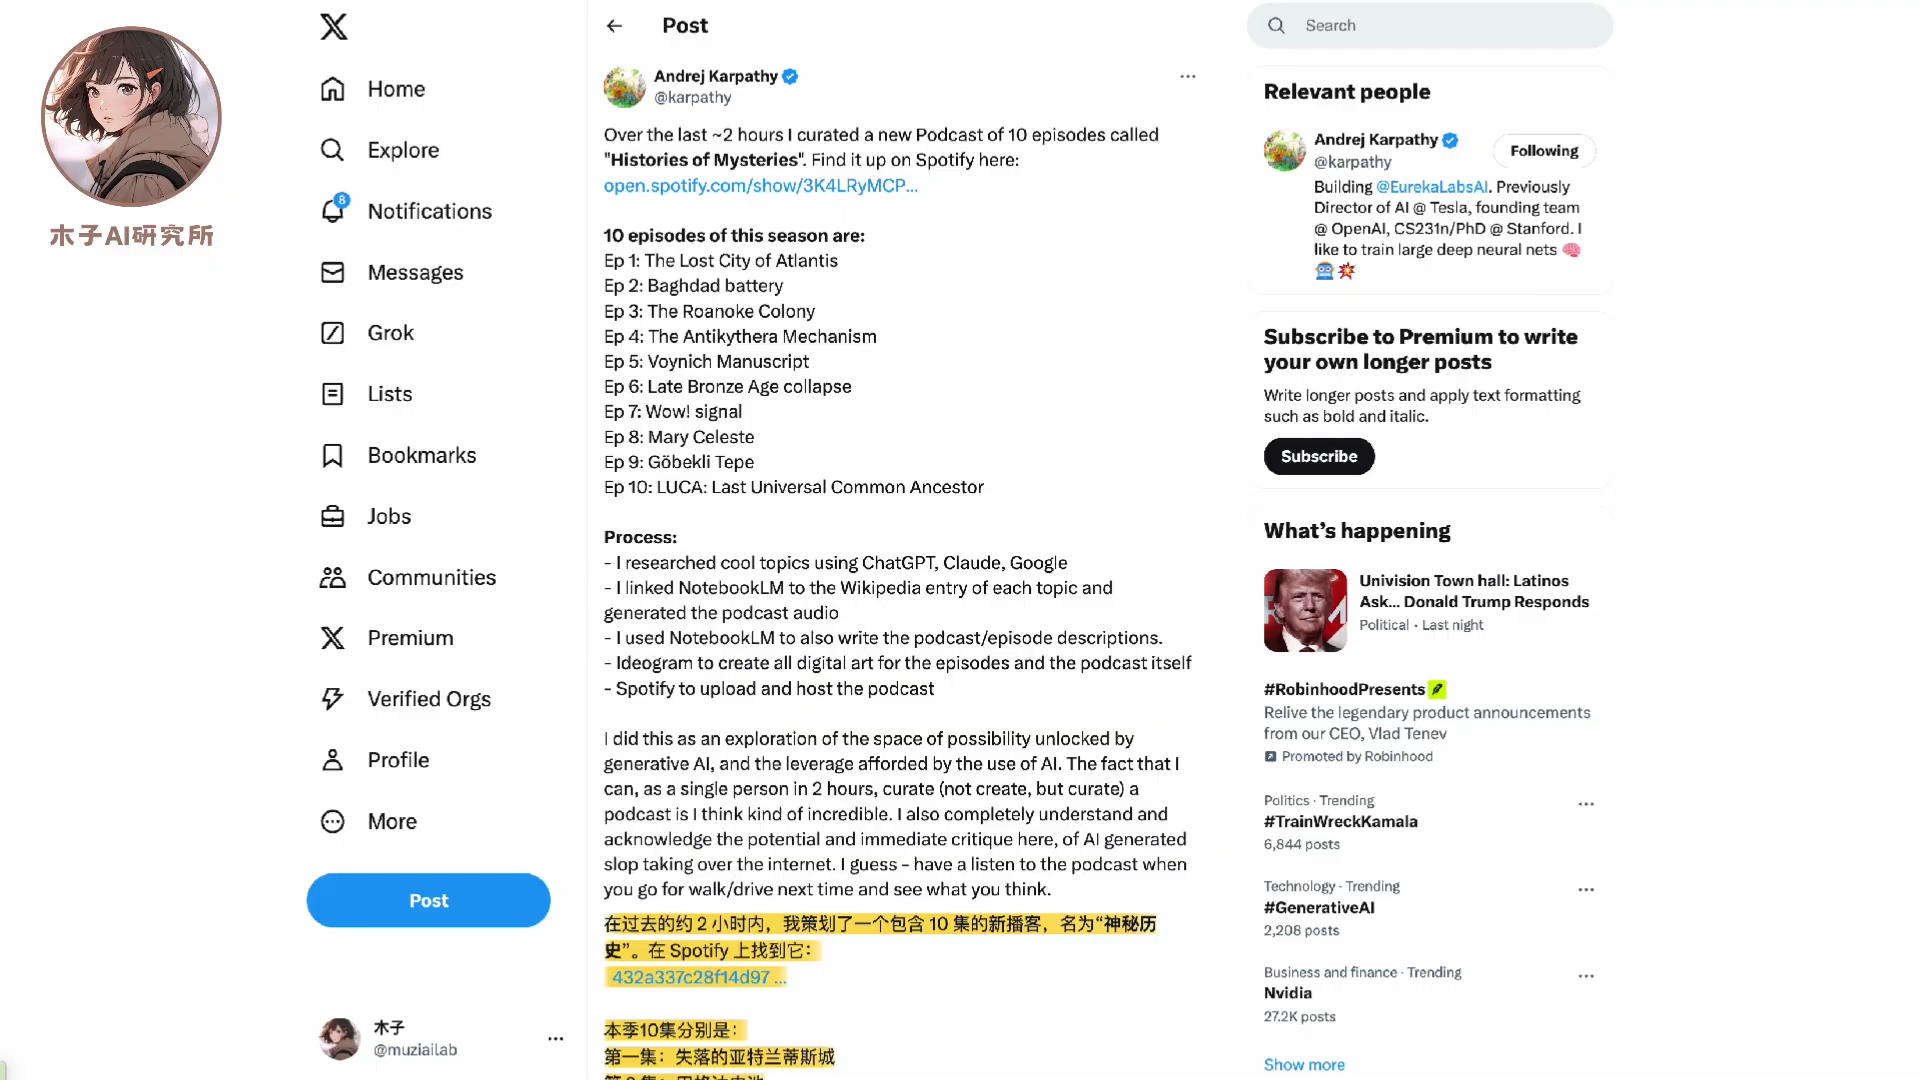 木子AI研究所
Home
Explore
8
Notifications
Messages
Grok
Lists
Bookmarks
Jobs
Communities
Premium
Verified Orgs
Profile
More
Post
木子
@muziailab
Post
Andrej Karpathy
@karpathy
Over the last ~2 hours I curated a new Podcast of 10 episodes called
"Histories of Mysteries". Find it up on Spotify here:
open.spotify.com/show/3K4LRyMCP...
10 episodes of this season are:
Ep 1: The Lost City of Atlantis
Ep 2: Baghdad battery
Ep 3: The Roanoke Colony
Ep 4: The Antikythera Mechanism
Ep 5: Voynich Manuscript
Ep 6: Late Bronze Age collapse
Ep 7: Wow! signal
Ep 8: Mary Celeste
Ep 9: Göbekli Tepe
Ep 10: LUCA: Last Universal Common Ancestor
Process:
- I researched cool topics using ChatGPT, Claude, Google
- I linked NotebookLM to the Wikipedia entry of each topic and
generated the podcast audio
- I used NotebookLM to also write the podcast/episode descriptions.
- Ideogram to create all digital art for the episodes and the podcast itself
- Spotify to upload and host the podcast
I did this as an exploration of the space of possibility unlocked by
generative AI, and the leverage afforded by the use of AI. The fact that I
can, as a single person in 2 hours, curate (not create, but curate) a
podcast is I think kind of incredible. I also completely understand and
acknowledge the potential and immediate critique here, of AI generated
slop taking over the internet. I guess - have a listen to the podcast when
you go for walk/drive next time and see what you think.
在过去的约 2 小时内，我策划了一个包含 10 集的新播客，名为“神秘历
史”。在 Spotify 上找到它：
432a337c28f14d97 ...
本季10集分别是：
第一集：失落的亚特兰蒂斯城
Search
Relevant people
Andrej Karpathy
@karpathy
Following
Building @EurekaLabsAI. Previously
Director of AI @ Tesla, founding team
@ OpenAI, CS231n/PhD @ Stanford. I
like to train large deep neural nets
Subscribe to Premium to write
your own longer posts
Write longer posts and apply text formatting
such as bold and italic.
Subscribe
What's happening
Univision Town hall: Latinos
Ask... Donald Trump Responds
Political · Last night
#RobinhoodPresents
Relive the legendary product announcements
from our CEO, Vlad Tenev
Promoted by Robinhood
Politics · Trending
#TrainWreckKamala
6,844 posts
Technology · Trending
#GenerativeAI
2,208 posts
Business and finance · Trending
Nvidia
27.2K posts
Show more